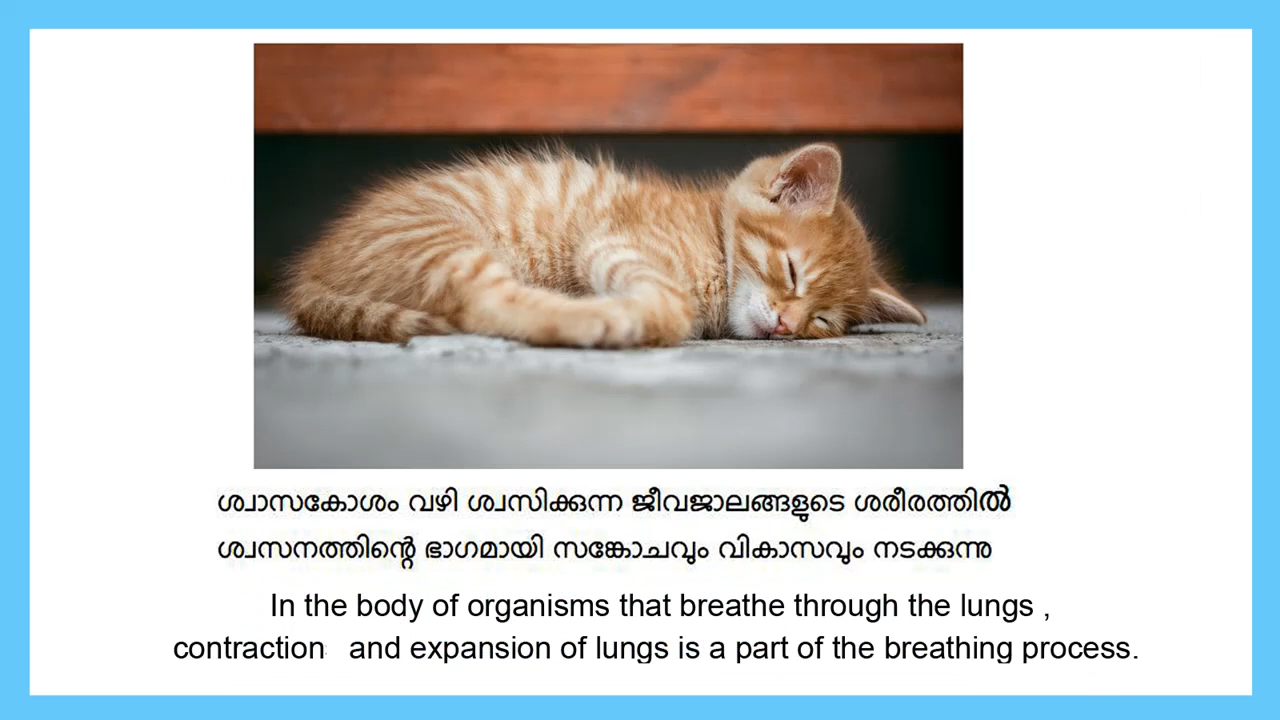 ശ്വാസകോശം വഴി ശ്വസിക്കുന്ന ജീവജാലങ്ങളുടെ ശരീരത്തിൽ
ശ്വസനത്തിന്റെ ഭാഗമായി സങ്കോചവും വികാസവും നടക്കുന്നു
In the body of organisms that breathe through the lungs ,
contraction and expansion of lungs is a part of the breathing process.